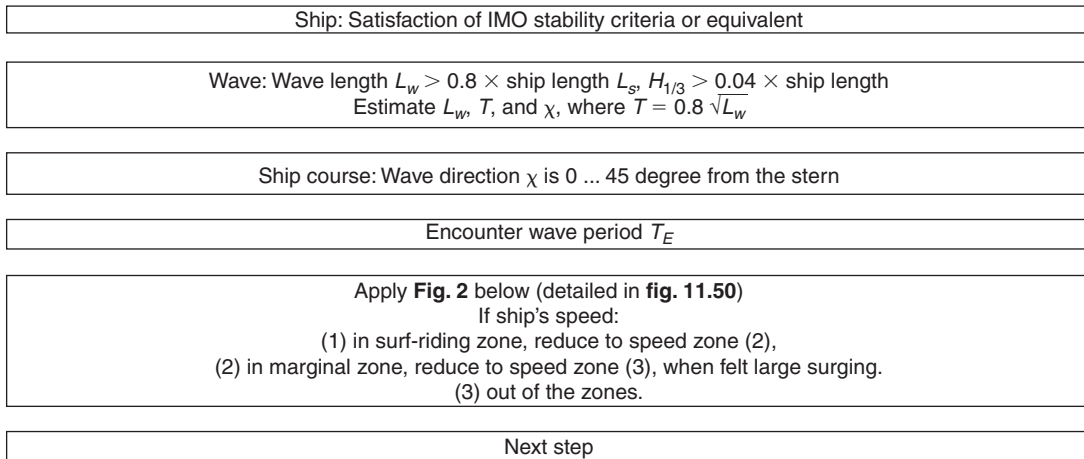 Ship: Satisfaction of IMO stability criteria or equivalent
Wave: Wave length L_w > 0.8 × ship length L_s, H_{1/3} > 0.04 × ship length
Estimate L_w, T, and χ, where T = 0.8 √L_w
Ship course: Wave direction χ is 0 ... 45 degree from the stern
Encounter wave period T_E
Apply Fig. 2 below (detailed in fig. 11.50)
If ship's speed:
(1) in surf-riding zone, reduce to speed zone (2),
(2) in marginal zone, reduce to speed zone (3), when felt large surging.
(3) out of the zones.
Next step